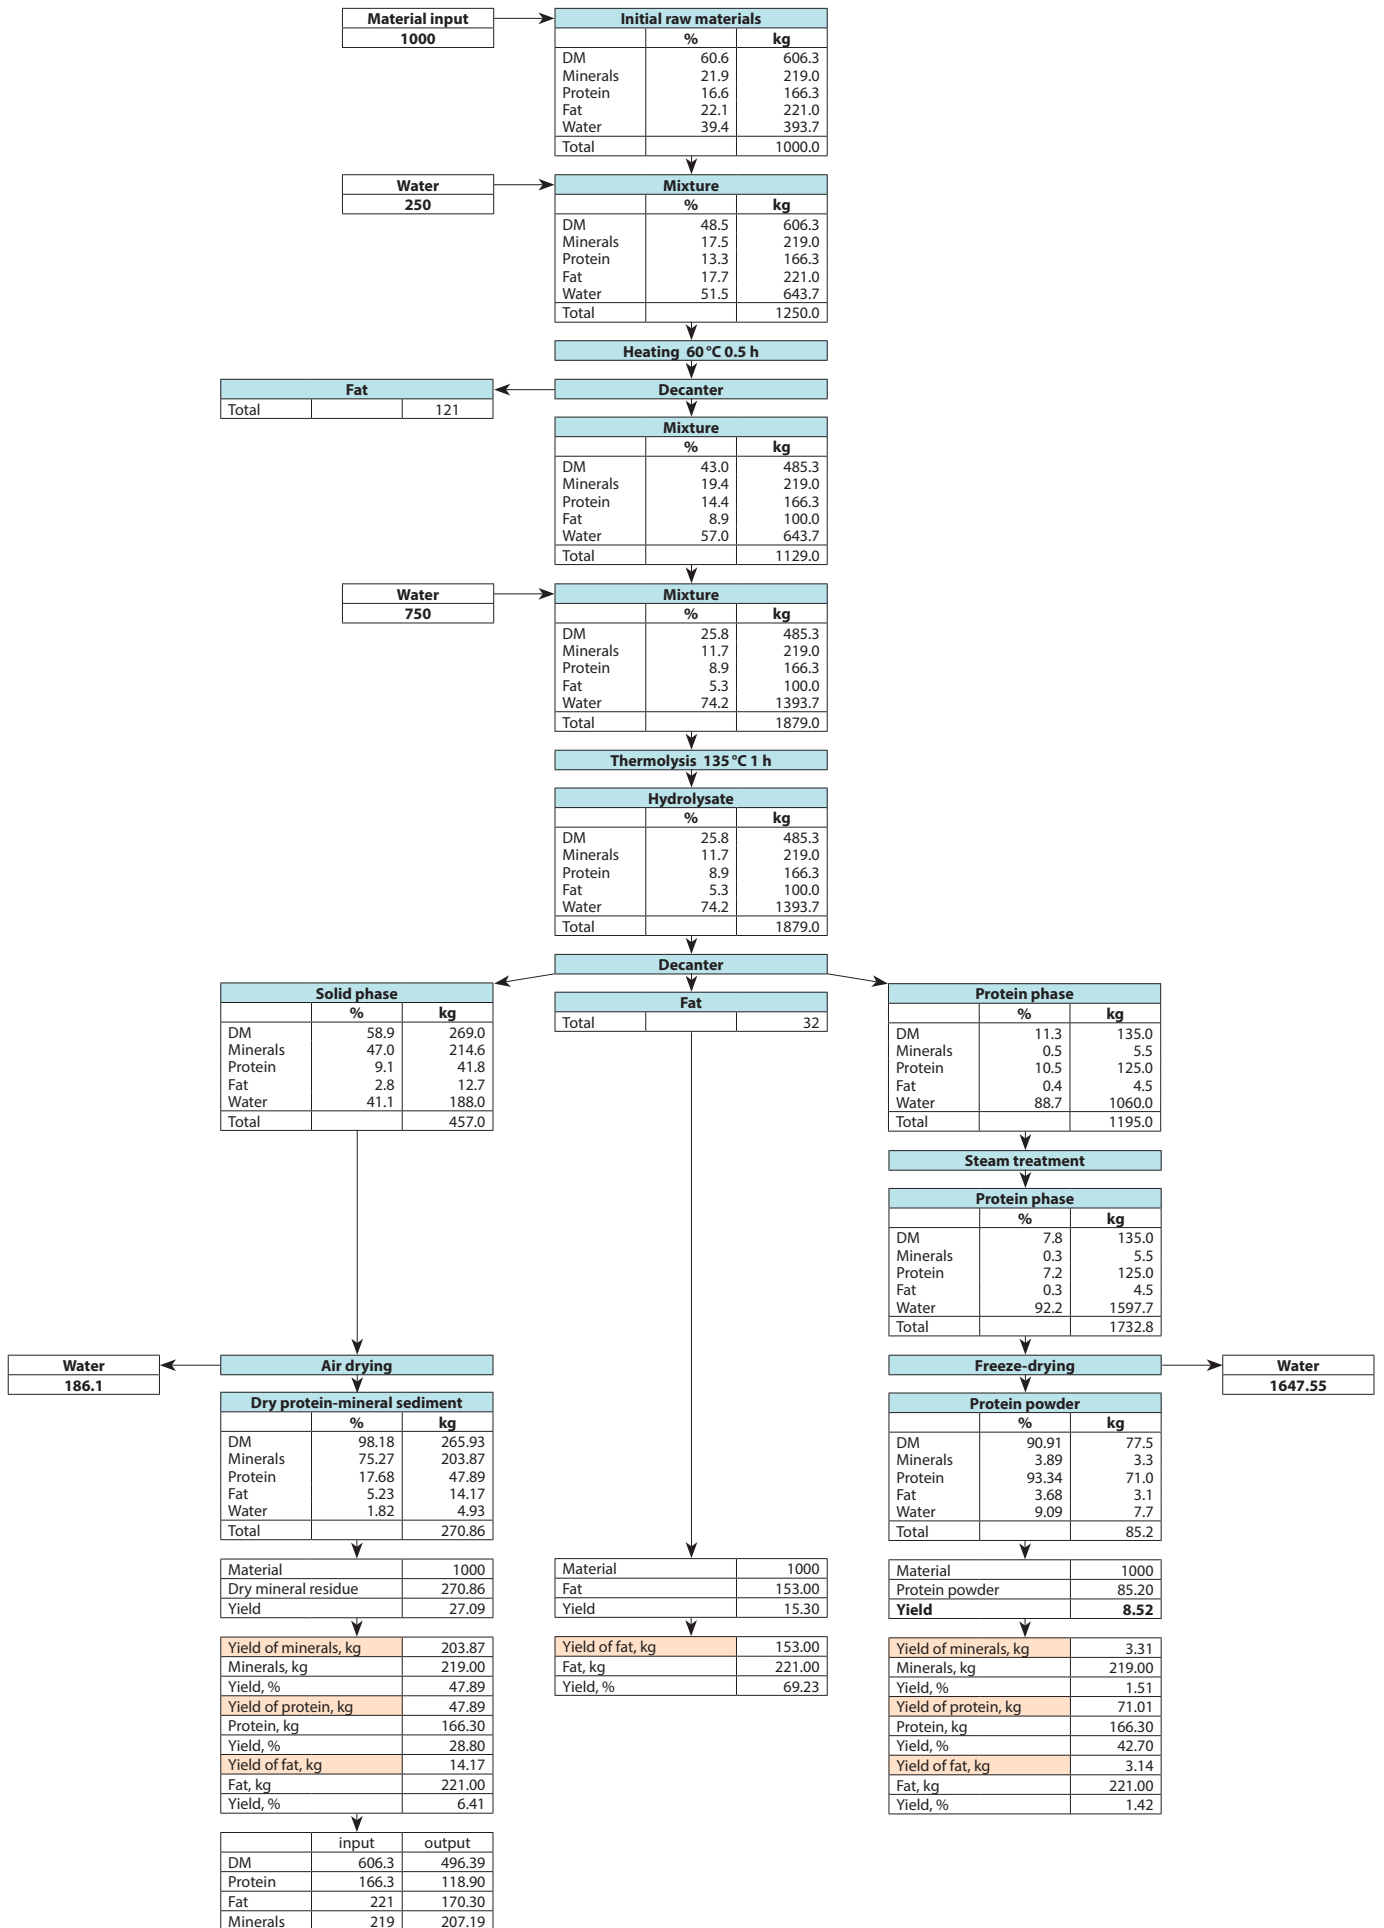 Material input
1000
Initial raw materials
% kg
DM 60.6 606.3
Minerals 21.9 219.0
Protein 16.6 166.3
Fat 22.1 221.0
Water 39.4 393.7
Total 1000.0
Water
250
Mixture
% kg
DM 48.5 606.3
Minerals 17.5 219.0
Protein 13.3 166.3
Fat 17.7 221.0
Water 51.5 643.7
Total 1250.0
Heating 60 °C 0.5 h
Fat
Total 121
Decanter
Mixture
% kg
DM 43.0 485.3
Minerals 19.4 219.0
Protein 14.4 166.3
Fat 8.9 100.0
Water 57.0 643.7
Total 1129.0
Water
750
Mixture
% kg
DM 25.8 485.3
Minerals 11.7 219.0
Protein 8.9 166.3
Fat 5.3 100.0
Water 74.2 1393.7
Total 1879.0
Thermolysis 135 °C 1 h
Hydrolysate
% kg
DM 25.8 485.3
Minerals 11.7 219.0
Protein 8.9 166.3
Fat 5.3 100.0
Water 74.2 1393.7
Total 1879.0
Decanter
Solid phase
% kg
DM 58.9 269.0
Minerals 47.0 214.6
Protein 9.1 41.8
Fat 2.8 12.7
Water 41.1 188.0
Total 457.0
Fat
Total 32
Protein phase
% kg
DM 11.3 135.0
Minerals 0.5 5.5
Protein 10.5 125.0
Fat 0.4 4.5
Water 88.7 1060.0
Total 1195.0
Steam treatment
Protein phase
% kg
DM 7.8 135.0
Minerals 0.3 5.5
Protein 7.2 125.0
Fat 0.3 4.5
Water 92.2 1597.7
Total 1732.8
Water
186.1
Air drying
Freeze-drying
Water
1647.55
Dry protein-mineral sediment
% kg
DM 98.18 265.93
Minerals 75.27 203.87
Protein 17.68 47.89
Fat 5.23 14.17
Water 1.82 4.93
Total 270.86
Protein powder
% kg
DM 90.91 77.5
Minerals 3.89 3.3
Protein 93.34 71.0
Fat 3.68 3.1
Water 9.09 7.7
Total 85.2
Material 1000
Dry mineral residue 270.86
Yield 27.09
Material 1000
Fat 153.00
Yield 15.30
Material 1000
Protein powder 85.20
Yield 8.52
Yield of minerals, kg 203.87
Minerals, kg 219.00
Yield, % 47.89
Yield of protein, kg 47.89
Protein, kg 166.30
Yield, % 28.80
Yield of fat, kg 14.17
Fat, kg 221.00
Yield, % 6.41
Yield of fat, kg 153.00
Fat, kg 221.00
Yield, % 69.23
Yield of minerals, kg 3.31
Minerals, kg 219.00
Yield, % 1.51
Yield of protein, kg 71.01
Protein, kg 166.30
Yield, % 42.70
Yield of fat, kg 3.14
Fat, kg 221.00
Yield, % 1.42
input output
DM 606.3 496.39
Protein 166.3 118.90
Fat 221 170.30
Minerals 219 207.19